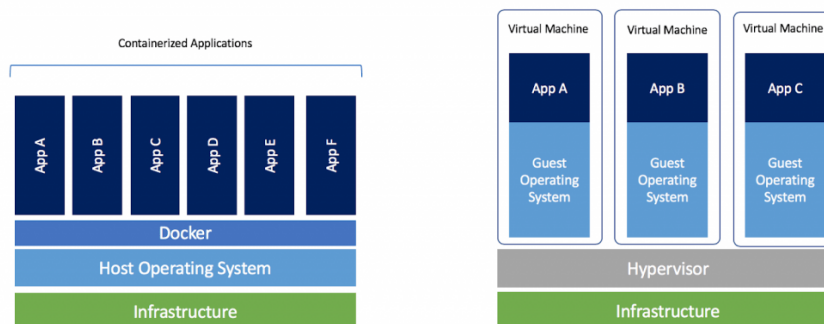 Containerized Applications
App A
App B
App C
App D
App E
App F
Docker
Host Operating System
Infrastructure
Virtual Machine
App A
Guest
Operating
System
Virtual Machine
App B
Guest
Operating
System
Virtual Machine
App C
Guest
Operating
System
Hypervisor
Infrastructure